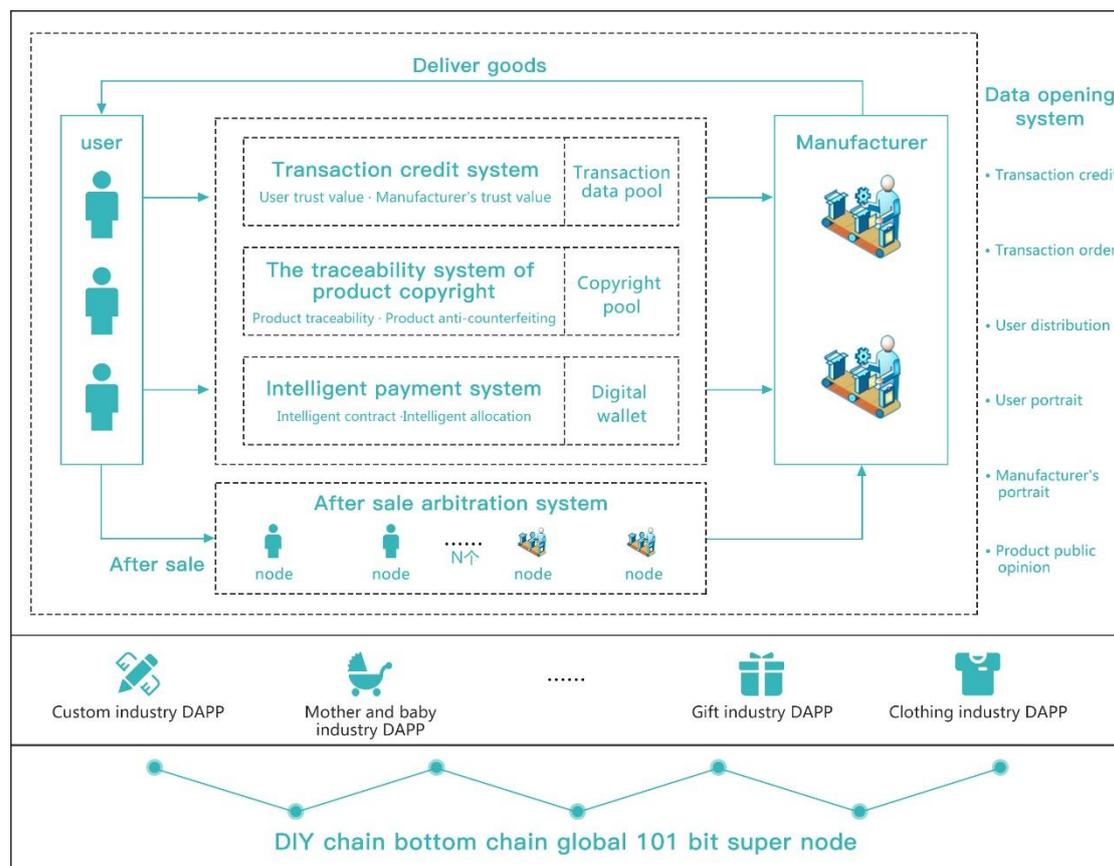 Deliver goods
user
Transaction credit system
User trust value · Manufacturer's trust value
Transaction
data pool
The traceability system of
product copyright
Product traceability · Product anti-counterfeiting
Copyright
pool
Intelligent payment system
Intelligent contract ·Intelligent allocation
Digital
wallet
Manufacturer
After sale
After sale arbitration system
node
node
······
N个
node
node
Data opening
system
• Transaction credit
• Transaction order
• User distribution
• User portrait
• Manufacturer's
portrait
• Product public
opinion
Custom industry DAPP
Mother and baby
industry DAPP
······
Gift industry DAPP
Clothing industry DAPP
DIY chain bottom chain global 101 bit super node